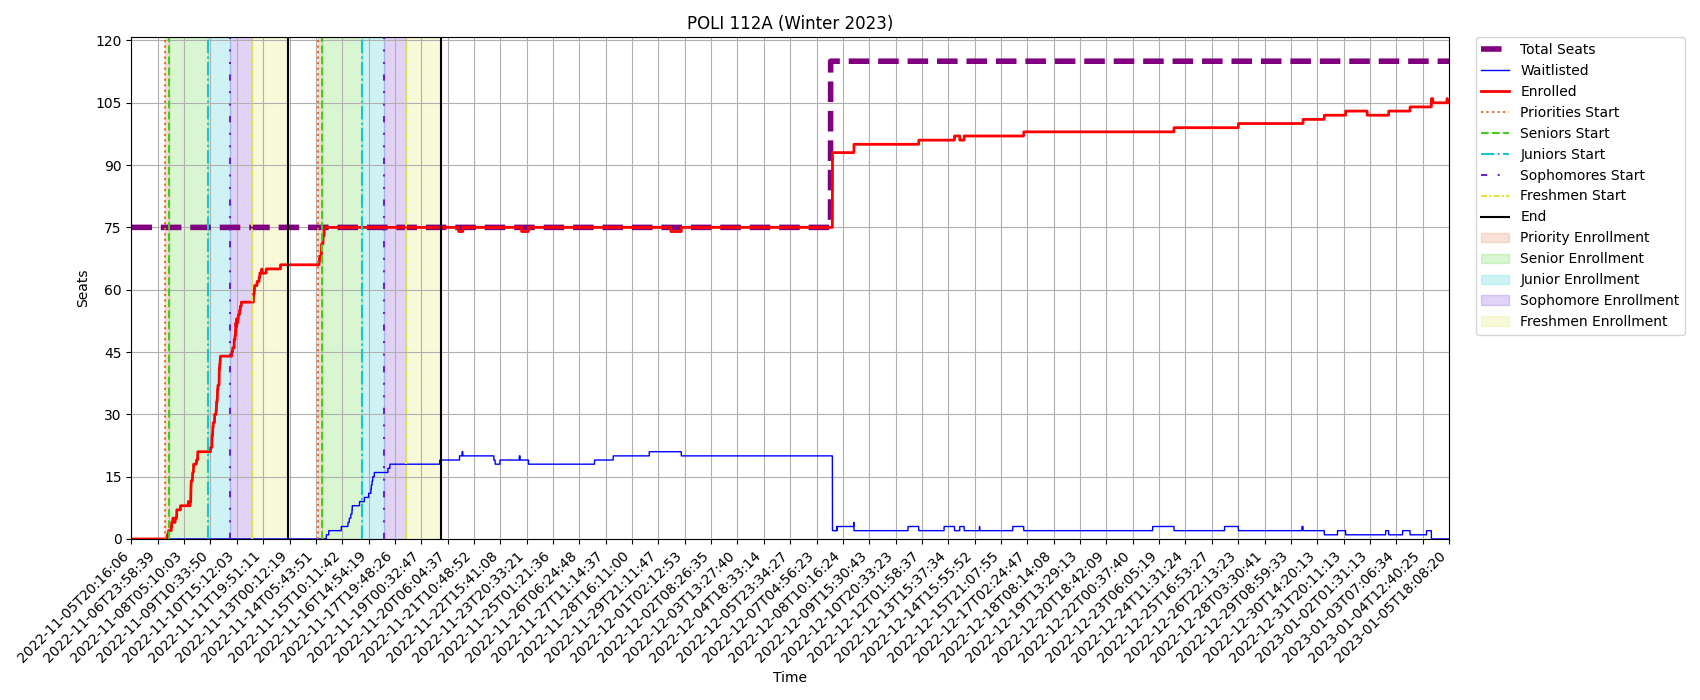 POLI 112A (Winter 2023)
120
105
90
75
60
45
30
15
0
Seats
2022-11-05T20:16:06
2022-11-06T23:58:39
2022-11-08T05:10:03
2022-11-09T10:33:50
2022-11-10T15:12:03
2022-11-11T19:51:11
2022-11-13T00:12:19
2022-11-14T05:43:51
2022-11-15T10:11:42
2022-11-16T14:54:19
2022-11-17T19:48:26
2022-11-19T00:32:47
2022-11-20T06:04:37
2022-11-21T10:48:52
2022-11-22T15:41:08
2022-11-23T20:33:21
2022-11-25T01:21:36
2022-11-26T06:24:48
2022-11-27T11:14:37
2022-11-28T16:11:00
2022-11-29T21:11:47
2022-12-01T02:12:53
2022-12-02T08:26:35
2022-12-03T13:27:40
2022-12-04T18:33:14
2022-12-05T23:34:27
2022-12-07T04:56:23
2022-12-08T10:16:24
2022-12-09T15:30:43
2022-12-10T20:33:23
2022-12-12T01:58:37
2022-12-13T15:37:34
2022-12-14T15:55:52
2022-12-15T21:07:55
2022-12-17T02:24:47
2022-12-18T08:14:08
2022-12-19T13:29:13
2022-12-20T18:42:09
2022-12-22T00:37:40
2022-12-23T06:05:19
2022-12-24T11:31:24
2022-12-25T16:53:27
2022-12-26T22:13:23
2022-12-28T03:30:41
2022-12-29T08:59:33
2022-12-30T14:20:13
2022-12-31T20:11:13
2023-01-02T01:31:13
2023-01-03T07:06:34
2023-01-04T12:40:25
2023-01-05T18:08:20
Time
Total Seats
Waitlisted
Enrolled
Priorities Start
Seniors Start
Juniors Start
Sophomores Start
Freshmen Start
End
Priority Enrollment
Senior Enrollment
Junior Enrollment
Sophomore Enrollment
Freshmen Enrollment